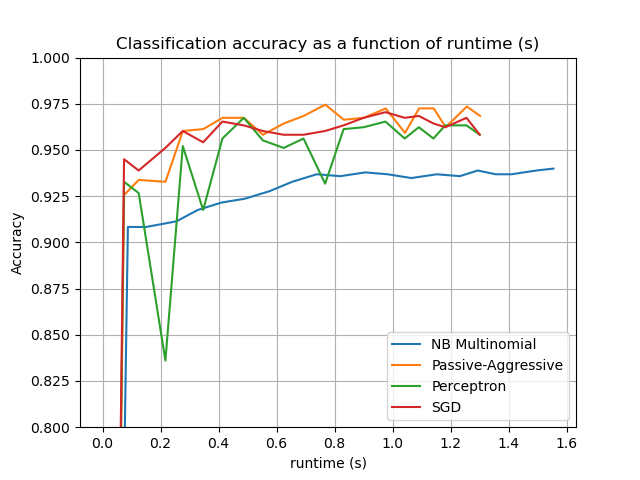 Classification accuracy as a function of runtime (s)
1.000
0.975
0.950
0.925
0.900
0.875
0.850
0.825
0.800
Accuracy
NB Multinomial
Passive-Aggressive
Perceptron
SGD
0.0 0.2 0.4 0.6 0.8 1.0 1.2 1.4 1.6
runtime (s)